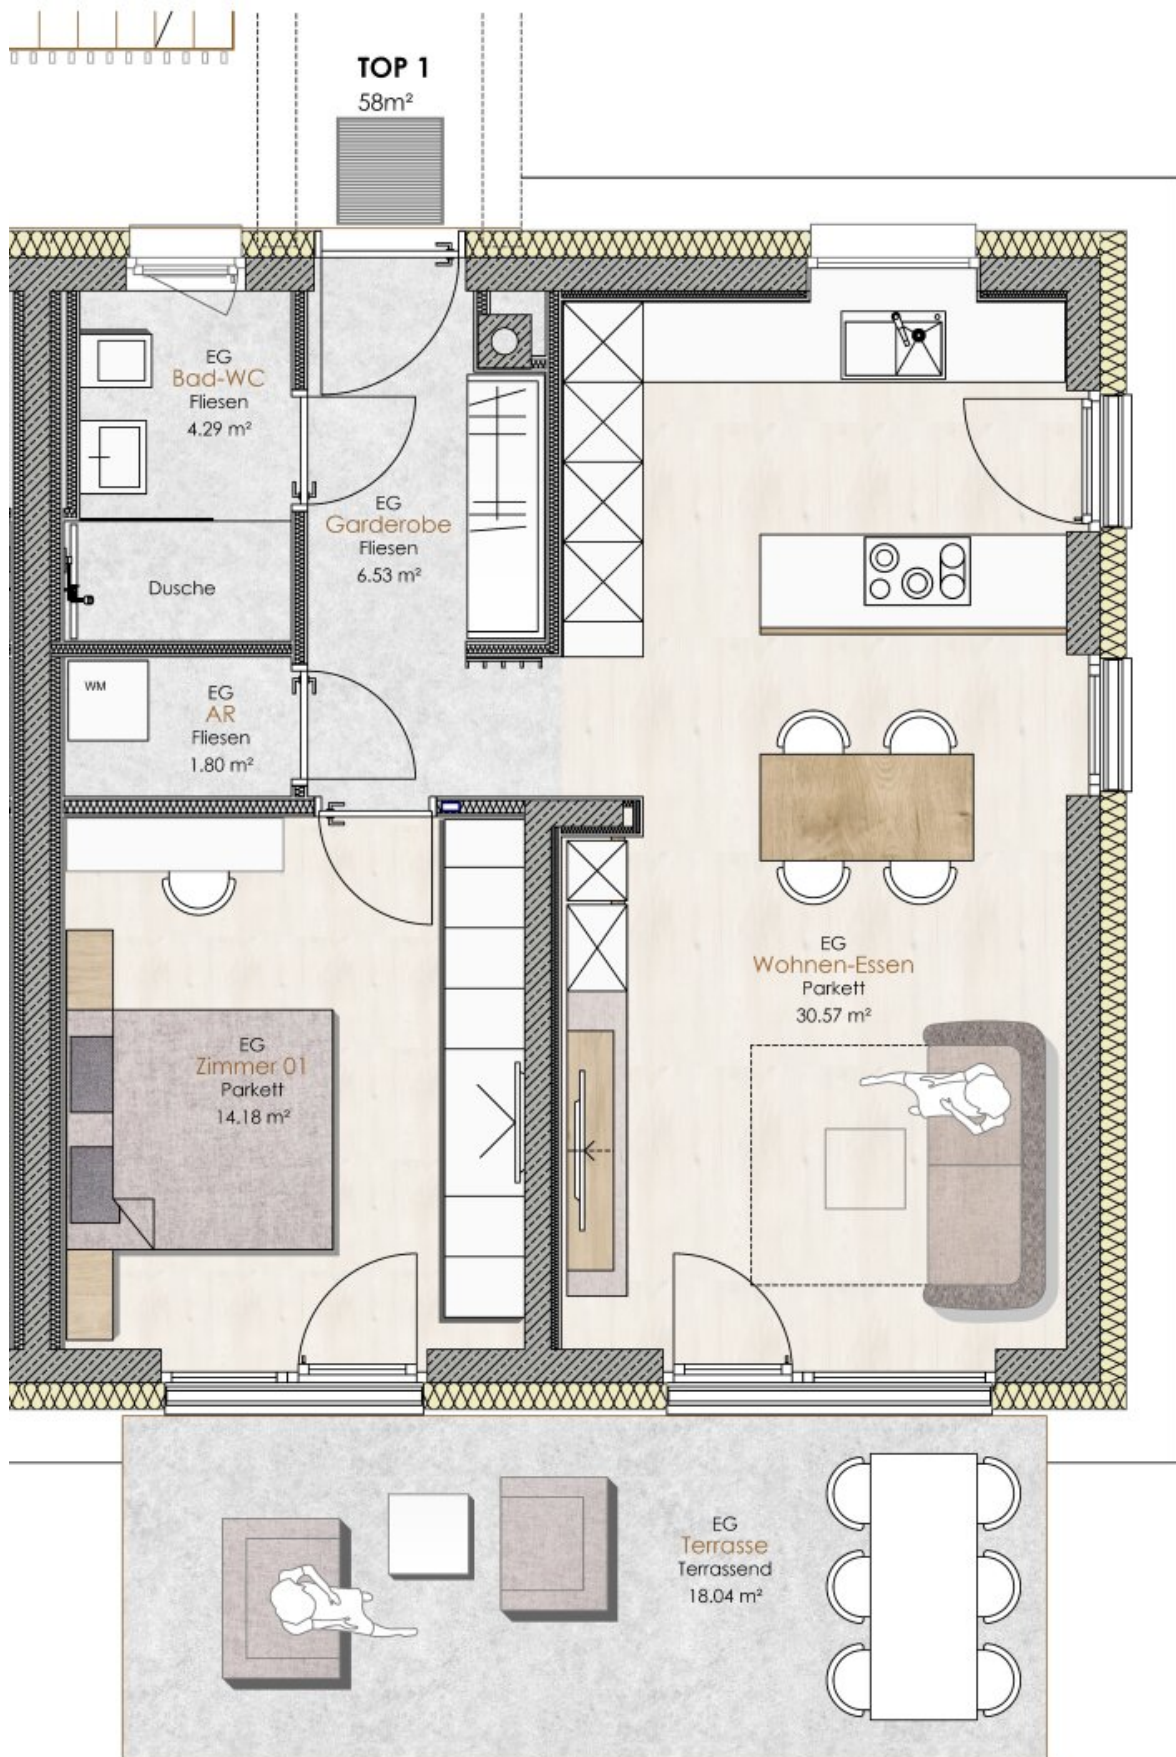 TOP 1
58m²
EG
Bad-WC
Fliesen
4.29 m²
EG
Garderobe
Fliesen
6.53 m²
Dusche
WM
EG
AR
Fliesen
1.80 m²
EG
Wohnen-Essen
Parkett
30.57 m²
EG
Zimmer 01
Parkett
14.18 m²
EG
Terrasse
Terrassend
18.04 m²